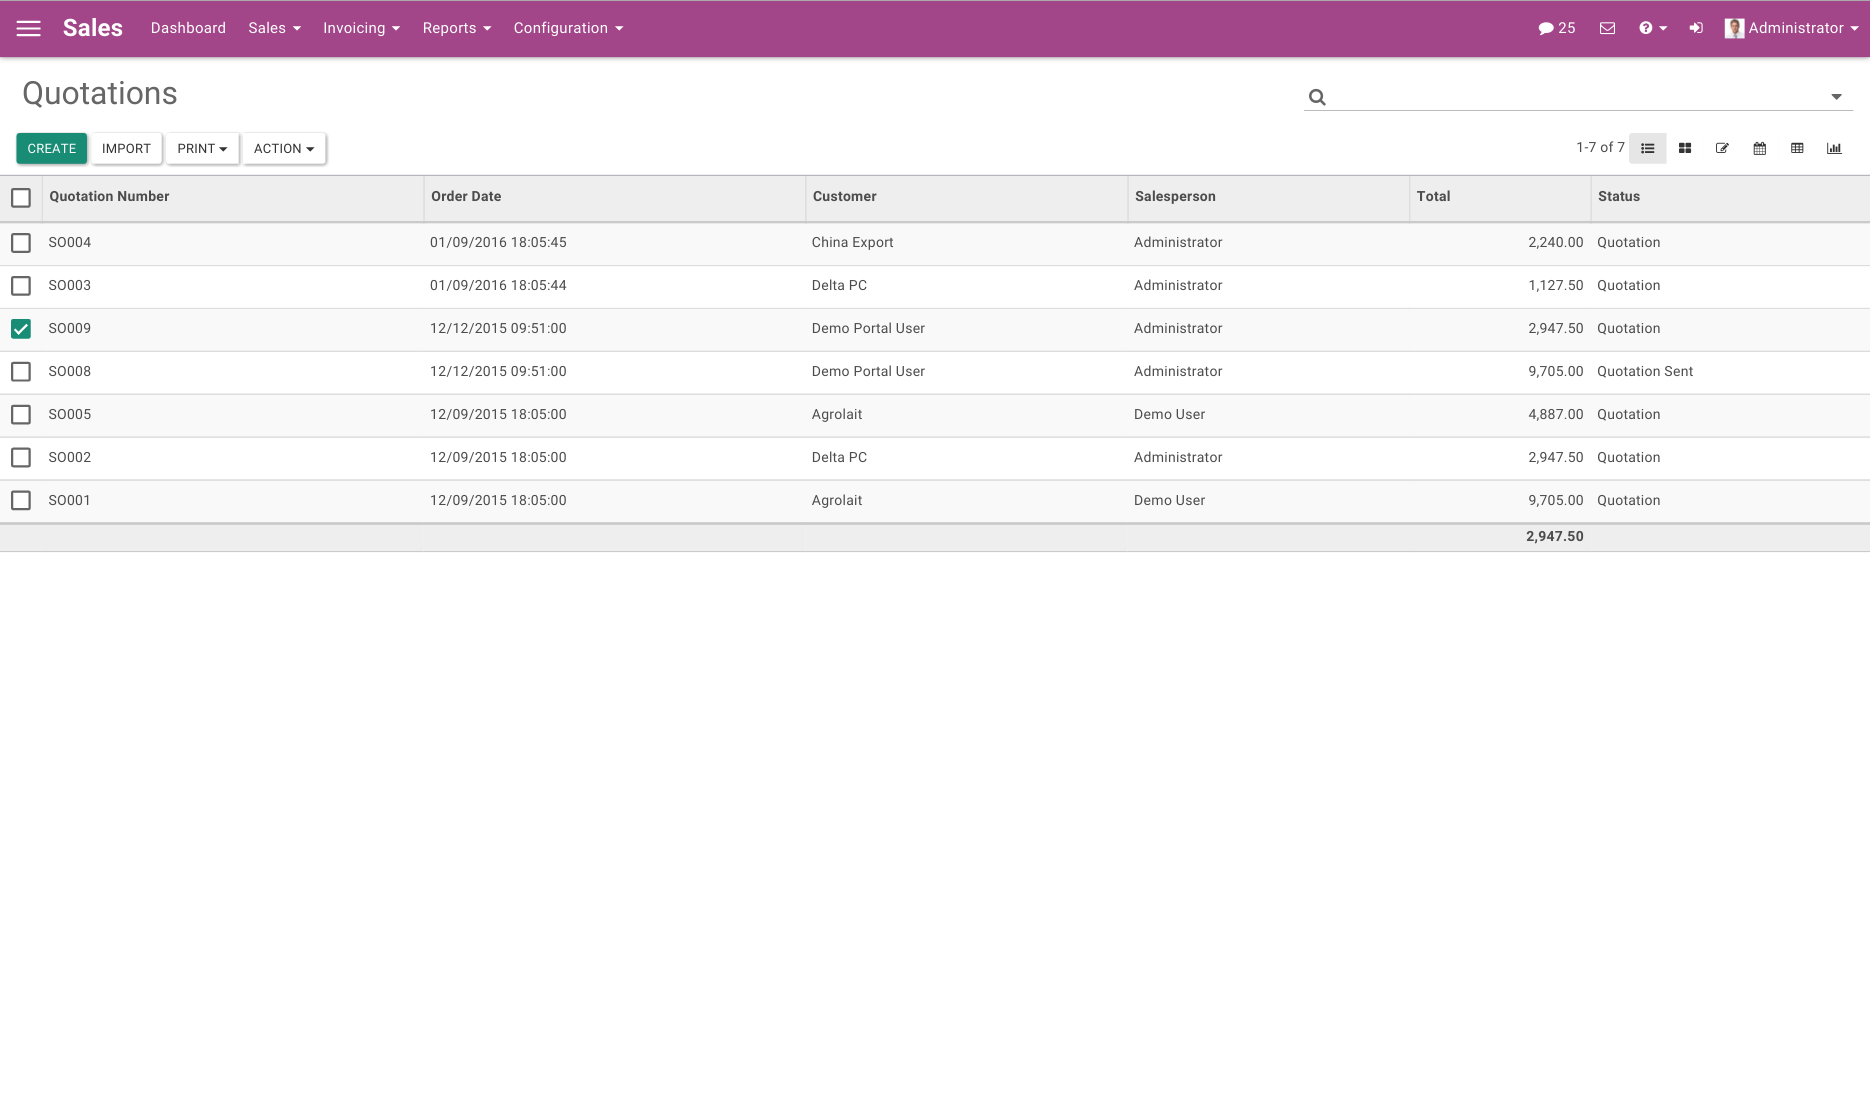 Sales Dashboard Sales Invoicing Reports Configuration 25 Administrator
Quotations
CREATE IMPORT PRINT ACTION 1-7 of 7
Quotation Number Order Date Customer Salesperson Total Status
SO004 01/09/2016 18:05:45 China Export Administrator 2,240.00 Quotation
SO003 01/09/2016 18:05:44 Delta PC Administrator 1,127.50 Quotation
SO009 12/12/2015 09:51:00 Demo Portal User Administrator 2,947.50 Quotation
SO008 12/12/2015 09:51:00 Demo Portal User Administrator 9,705.00 Quotation Sent
SO005 12/09/2015 18:05:00 Agrolait Demo User 4,887.00 Quotation
SO002 12/09/2015 18:05:00 Delta PC Administrator 2,947.50 Quotation
SO001 12/09/2015 18:05:00 Agrolait Demo User 9,705.00 Quotation
2,947.50